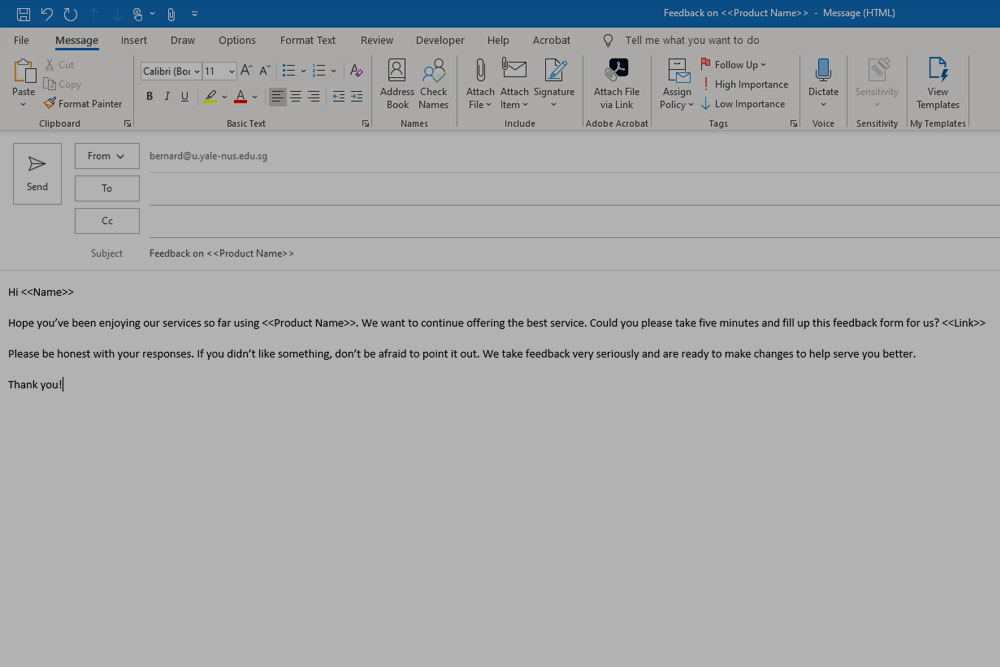 Feedback on <<Product Name>> - Message (HTML)
File Message Insert Draw Options Format Text Review Developer Help Acrobat Tell me what you want to do
Paste
Cut
Copy
Format Painter
Clipboard
Calibri (Boc 11
B I U
Basic Text
Address Book
Check Names
Names
Attach File
Attach Item
Signature
Include
Attach File via Link
Adobe Acrobat
Assign Policy
Follow Up
High Importance
Low Importance
Tags
Dictate
Voice
Sensitivity
Sensitivity
View Templates
My Templates
Send
From bernard@u.yale-nus.edu.sg
To
Cc
Subject Feedback on <<Product Name>>
Hi <<Name>>
Hope you’ve been enjoying our services so far using <<Product Name>>. We want to continue offering the best service. Could you please take five minutes and fill up this feedback form for us? <<Link>>
Please be honest with your responses. If you didn’t like something, don’t be afraid to point it out. We take feedback very seriously and are ready to make changes to help serve you better.
Thank you!